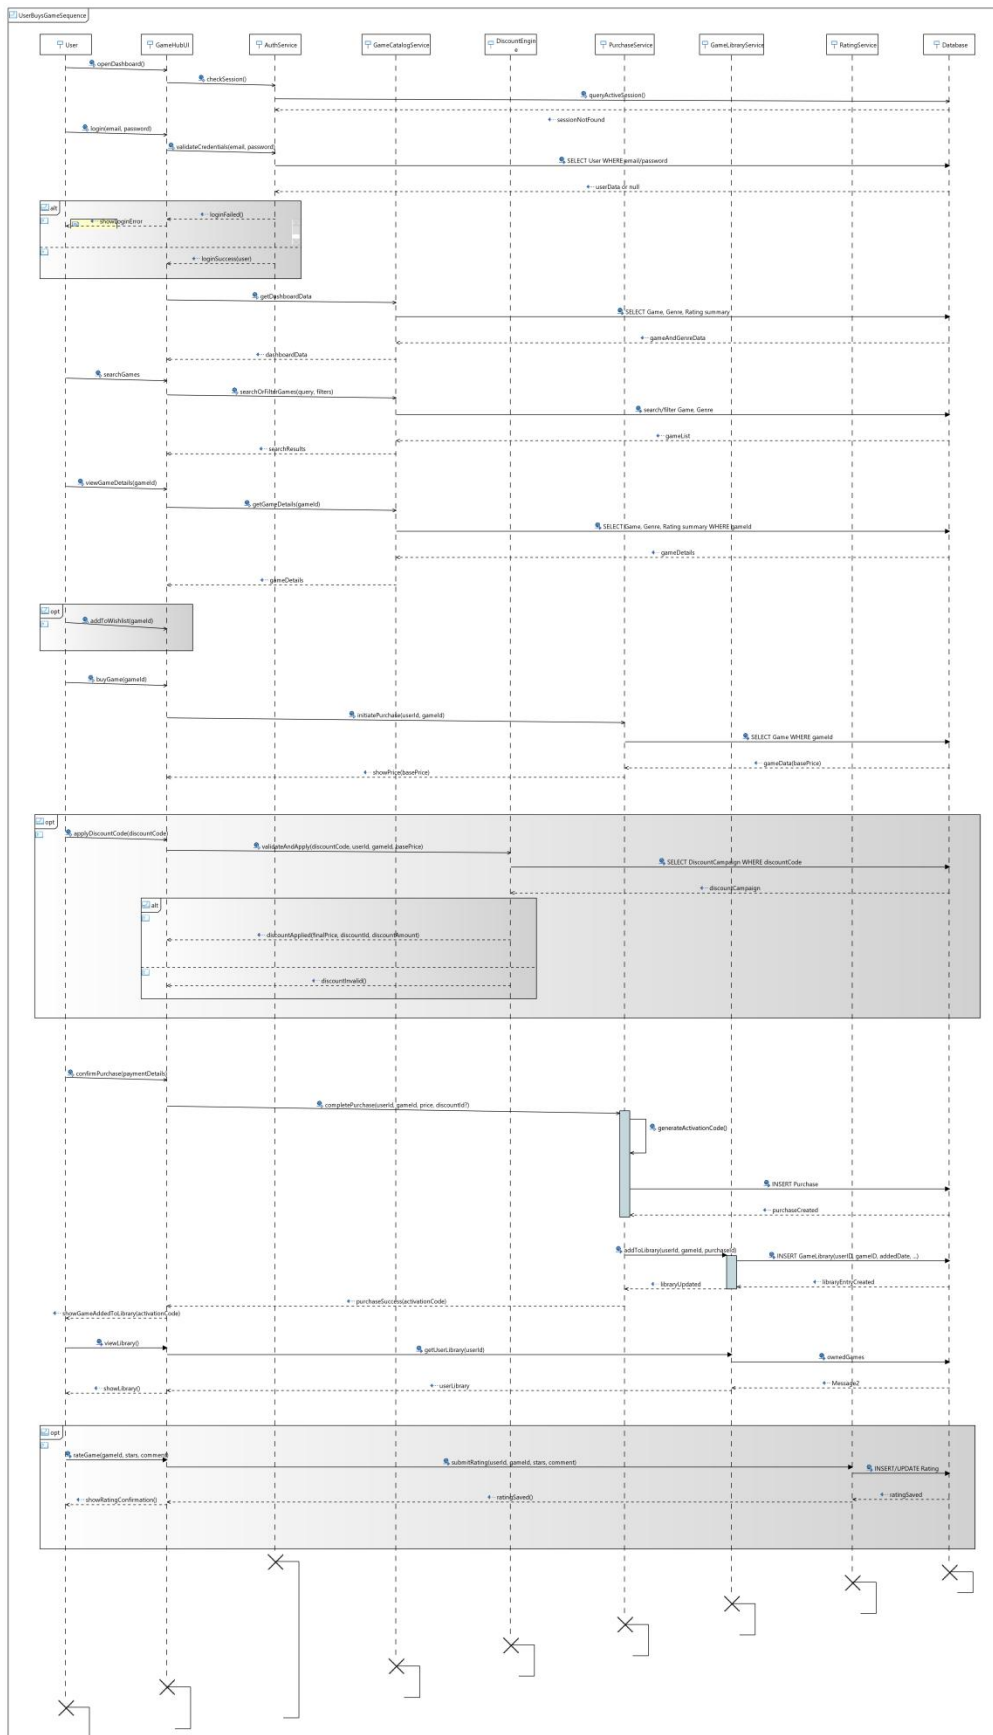 UserBuysGameSequence
User
GameHubUI
AuthService
GameCatalogService
DiscountEngin
e
PurchaseService
GameLibraryService
RatingService
Database
openDashboard()
checkSession()
queryActiveSession()
sessionNotFound
login(email, password)
validateCredentials(email, password
SELECT User WHERE email/password
userData or null
alt
loginFailed()
showLoginError
loginSuccess(user)
getDashboardData
SELECT Game, Genre, Rating summary
gameAndGenreData
dashboardData
searchGames
searchOrFilterGames(query, filters)
search/filter Game, Genre
gameList
searchResults
viewGameDetails(gameId)
getGameDetails(gameId)
SELECT Game, Genre, Rating summary WHERE gameId
gameDetails
gameDetails
opt
addToWishlist(gameId)
buyGame(gameId)
initiatePurchase(userId, gameId)
SELECT Game WHERE gameId
gameData(basePrice)
showPrice(basePrice)
opt
applyDiscountCode(discountCode)
validateAndApply(discountCode, userId, gameId, basePrice)
SELECT DiscountCampaign WHERE discountCode
discountCampaign
alt
discountApplied(finalPrice, discountId, discountAmount)
discountInvalid()
confirmPurchase(paymentDetails
completePurchase(userId, gameId, price, discountId?)
generateActivationCode()
INSERT Purchase
purchaseCreated
addToLibrary(userId, gameId, purchaseId)
INSERT GameLibrary(userID, gameID, addedDate, ...)
libraryEntryCreated
libraryUpdated
purchaseSuccess(activationCode)
showGameAddedToLibrary(activationCode)
viewLibrary()
getUserLibrary(userId)
ownedGames
Message2
userLibrary
showLibrary()
opt
rateGame(gameId, stars, comment)
submitRating(userId, gameId, stars, comment)
INSERT/UPDATE Rating
ratingSaved
ratingSaved()
showRatingConfirmation()